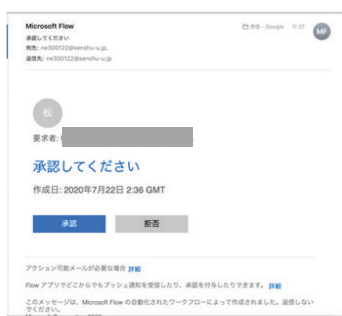 Microsoft Flow
受信 - Google 11:37
MF
承認してください
宛先: ne300122@senshu-u.jp,
返信先: ne300122@senshu-u.jp
松
要求者:
承認してください
作成日: 2020年7月22日 2:36 GMT
承認
拒否
アクション可能メールが必要な場合 詳細
Flow アプリでどこからでもプッシュ通知を受信したり、承認を付与したりできます。 詳細
このメッセージは、Microsoft Flow の自動化されたワークフローによって作成されました。返信しない
でください。